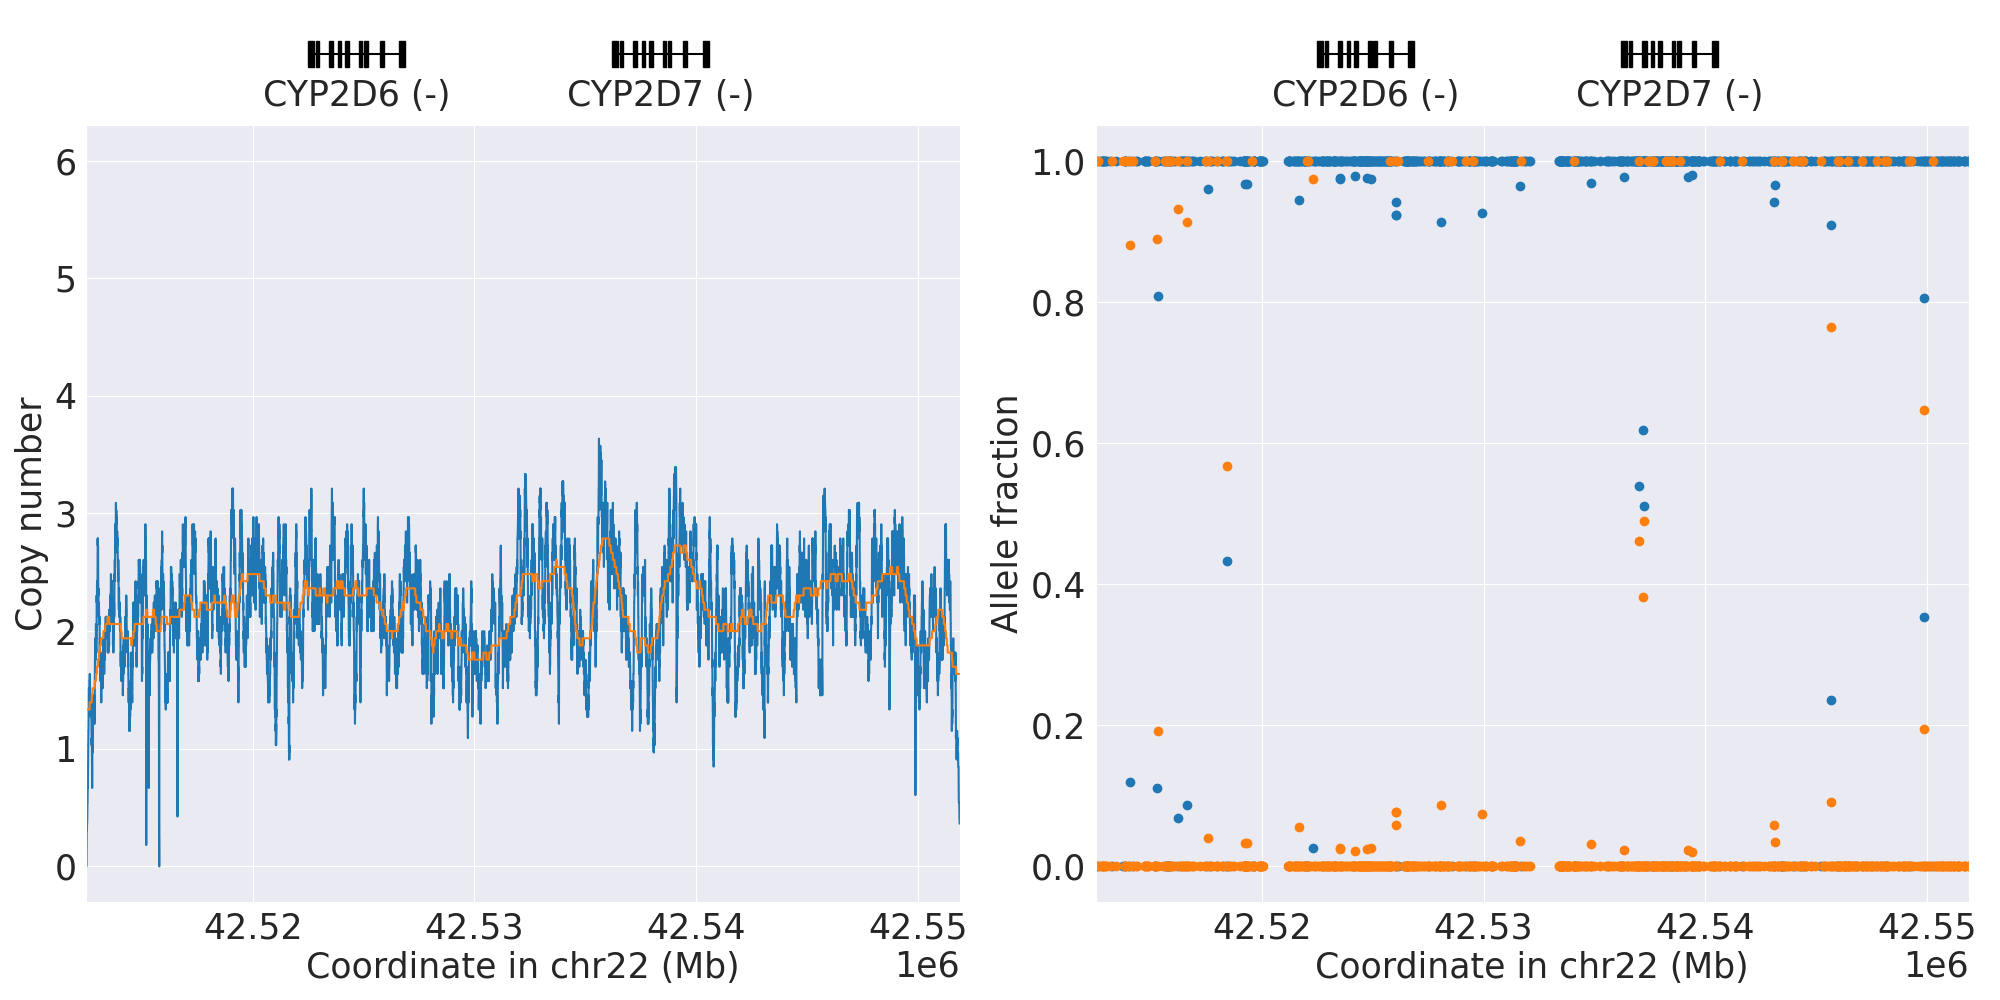 CYP2D6 (-) CYP2D7 (-)
6
5
4
3
2
1
0
Copy number
42.52 42.53 42.54 42.55
Coordinate in chr22 (Mb)
1e6
CYP2D6 (-) CYP2D7 (-)
1.0
0.8
0.6
0.4
0.2
0.0
Allele fraction
42.52 42.53 42.54 42.55
Coordinate in chr22 (Mb)
1e6